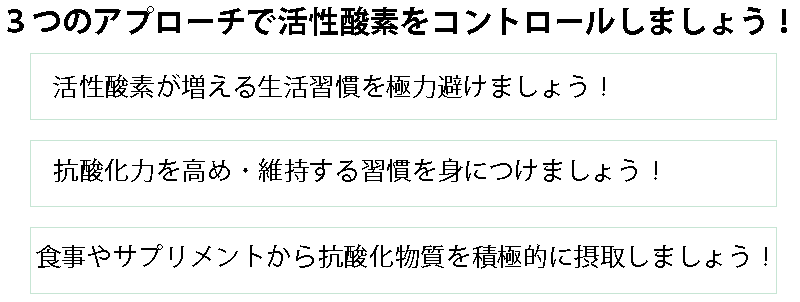 3つのアプローチで活性酸素をコントロールしましょう！
活性酸素が増える生活習慣を極力避けましょう！
抗酸化力を高め・維持する習慣を身につけましょう！
食事やサプリメントから抗酸化物質を積極的に摂取しましょう！